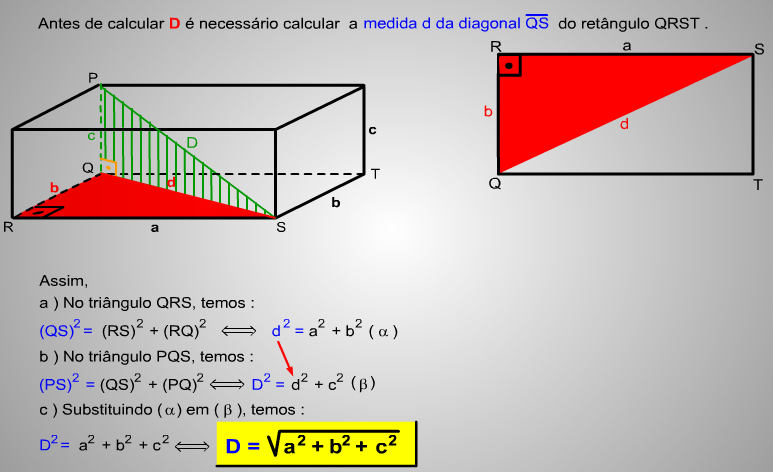 Antes de calcular D é necessário calcular a medida d da diagonal Q̅S̅ do retângulo QRST .
P
c
D
c
Q
T
b
d
b
R
a
S
R
a
S
b
d
Q
T
Assim,
a ) No triângulo QRS, temos :
(QS)² = (RS)² + (RQ)² ⟺ d² = a² + b² ( α )
b ) No triângulo PQS, temos :
(PS)² = (QS)² + (PQ)² ⟺ D² = d² + c² ( β )
c ) Substituindo ( α ) em ( β ), temos :
D² = a² + b² + c² ⟺ D = √a² + b² + c²